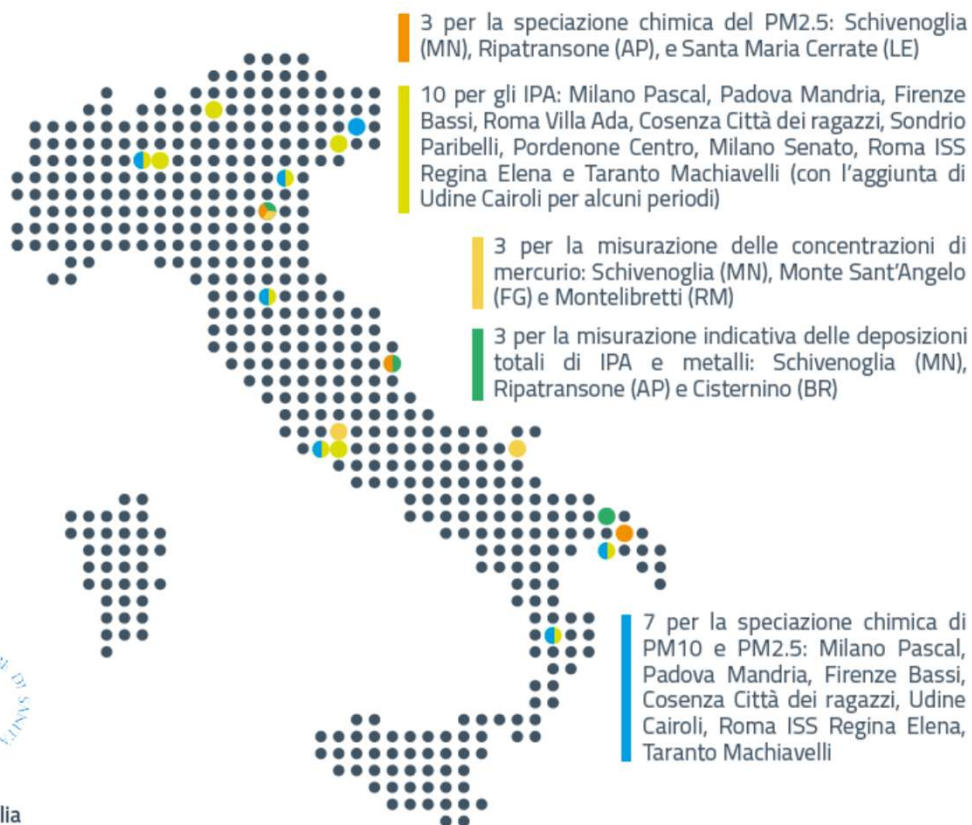 3 per la speciazione chimica del PM2.5: Schivenoglia
(MN), Ripatransone (AP), e Santa Maria Cerrate (LE)
10 per gli IPA: Milano Pascal, Padova Mandria, Firenze
Bassi, Roma Villa Ada, Cosenza Città dei ragazzi, Sondrio
Paribelli, Pordenone Centro, Milano Senato, Roma ISS
Regina Elena e Taranto Machiavelli (con l'aggiunta di
Udine Cairoli per alcuni periodi)
3 per la misurazione delle concentrazioni di
mercurio: Schivenoglia (MN), Monte Sant'Angelo
(FG) e Montelibretti (RM)
3 per la misurazione indicativa delle deposizioni
totali di IPA e metalli: Schivenoglia (MN),
Ripatransone (AP) e Cisternino (BR)
7 per la speciazione chimica di
PM10 e PM2.5: Milano Pascal,
Padova Mandria, Firenze Bassi,
Cosenza Città dei ragazzi, Udine
Cairoli, Roma ISS Regina Elena,
Taranto Machiavelli
DI SANITÀ
lia